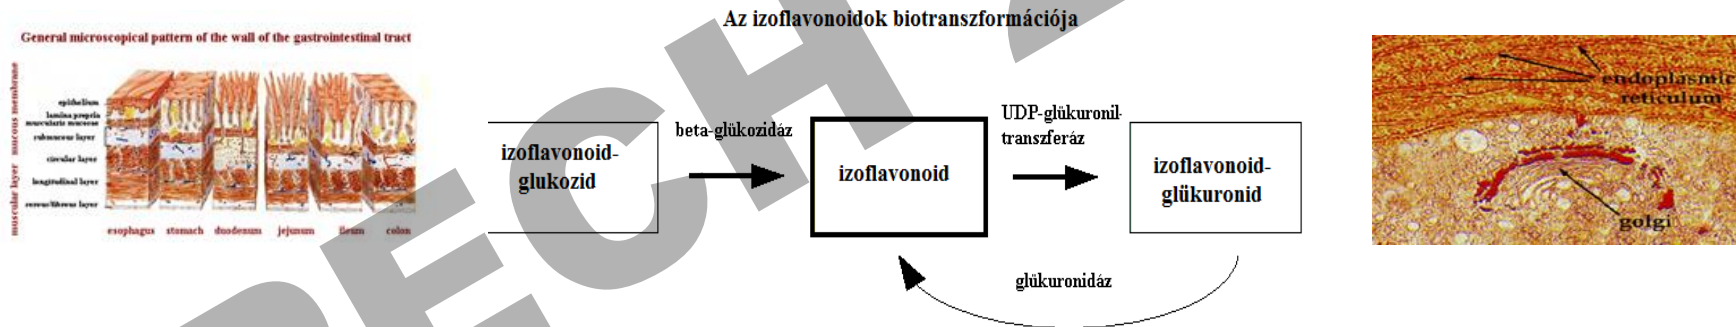 Az izoflavonoidok biotranszformációja
General microscopical pattern of the wall of the gastrointestinal tract
mucous membrane
muscular layer
epithelium
lamina propria
muscularis mucosae
submucous layer
circular layer
longitudinal layer
serous/fibrous layer
esophagus stomach duodenum jejunum ileum colon
izoflavonoid-
glukozid
beta-glükozidáz
izoflavonoid
UDP-glükuronil-
transzferáz
izoflavonoid-
glükuronid
glükuronidáz
endoplasmic
reticulum
golgi
PECH